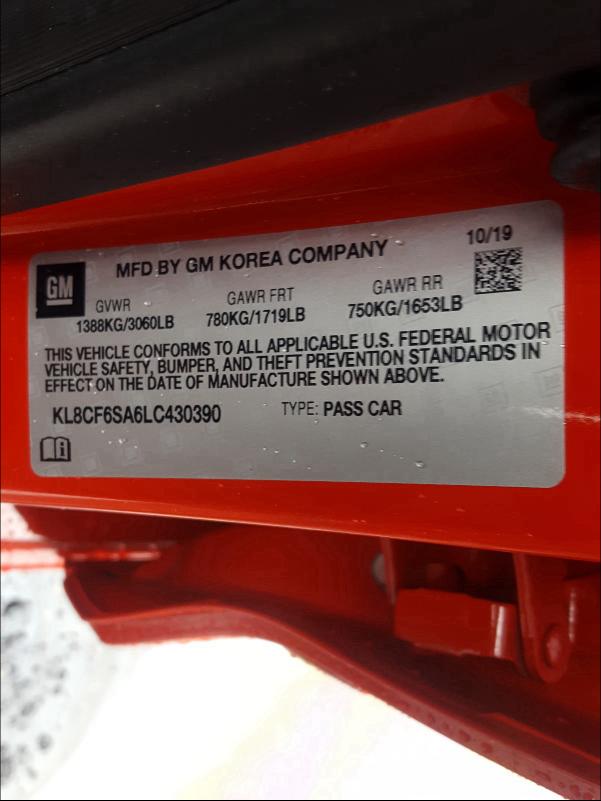 MFD BY GM KOREA COMPANY 10/19
GM
GVWR GAWR FRT GAWR RR
1388KG/3060LB 780KG/1719LB 750KG/1653LB
THIS VEHICLE CONFORMS TO ALL APPLICABLE U.S. FEDERAL MOTOR
VEHICLE SAFETY, BUMPER, AND THEFT PREVENTION STANDARDS IN
EFFECT ON THE DATE OF MANUFACTURE SHOWN ABOVE.
KL8CF6SA6LC430390 TYPE: PASS CAR